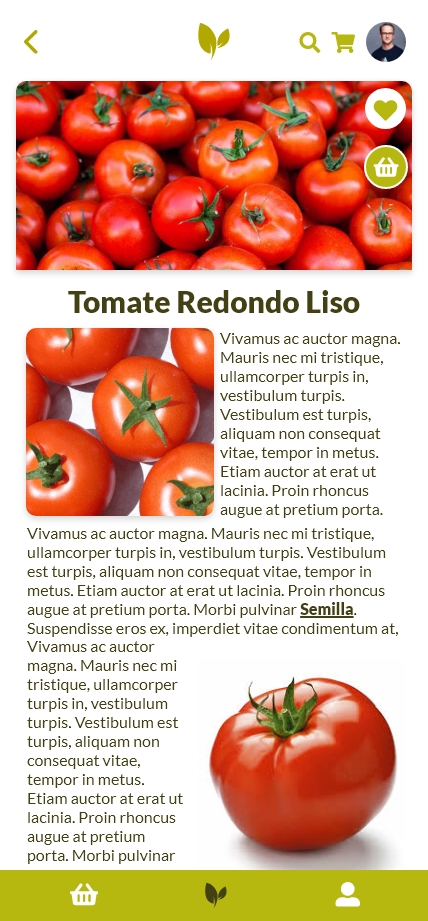 Tomate Redondo Liso
Vivamus ac auctor magna.
Mauris nec mi tristique,
ullamcorper turpis in,
vestibulum turpis.
Vestibulum est turpis,
aliquam non consequat
vitae, tempor in metus.
Etiam auctor at erat ut
lacinia. Proin rhoncus
augue at pretium porta.
Vivamus ac auctor magna. Mauris nec mi tristique,
ullamcorper turpis in, vestibulum turpis. Vestibulum
est turpis, aliquam non consequat vitae, tempor in
metus. Etiam auctor at erat ut lacinia. Proin rhoncus
augue at pretium porta. Morbi pulvinar Semilla.
Suspendisse eros ex, imperdiet vitae condimentum at,
Vivamus ac auctor
magna. Mauris nec mi
tristique, ullamcorper
turpis in, vestibulum
turpis. Vestibulum est
turpis, aliquam non
consequat vitae,
tempor in metus.
Etiam auctor at erat ut
lacinia. Proin rhoncus
augue at pretium
porta. Morbi pulvinar